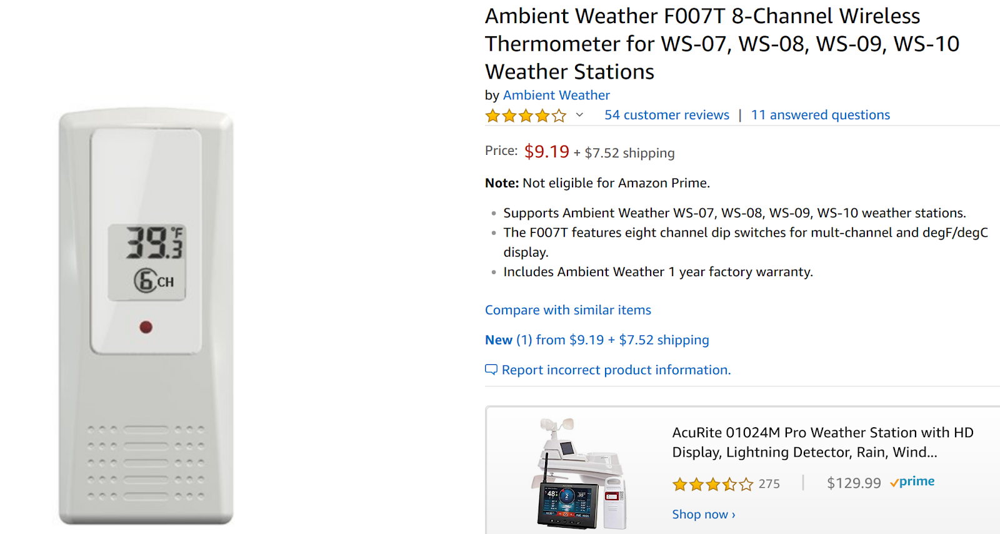 Ambient Weather F007T 8-Channel Wireless
Thermometer for WS-07, WS-08, WS-09, WS-10
Weather Stations
by Ambient Weather
54 customer reviews | 11 answered questions
Price: $9.19 + $7.52 shipping
Note: Not eligible for Amazon Prime.
• Supports Ambient Weather WS-07, WS-08, WS-09, WS-10 weather stations.
• The F007T features eight channel dip switches for mult-channel and degF/degC
display.
• Includes Ambient Weather 1 year factory warranty.
Compare with similar items
New (1) from $9.19 + $7.52 shipping
Report incorrect product information.
39.3 °F
6 CH
AcuRite 01024M Pro Weather Station with HD
Display, Lightning Detector, Rain, Wind...
275 | $129.99 prime
Shop now ›
48
2
35